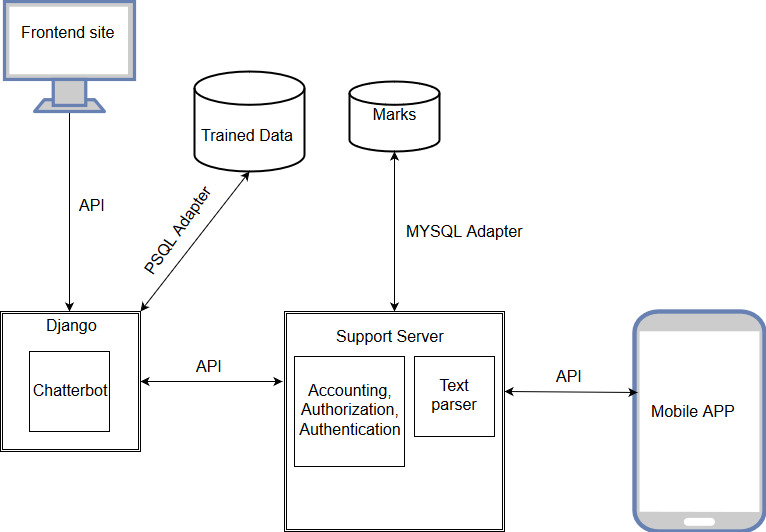 Frontend site
Trained Data
Marks
API
PSQL Adapter
MYSQL Adapter
Django
Chatterbot
API
Support Server
Accounting,
Authorization,
Authentication
Text
parser
API
Mobile APP